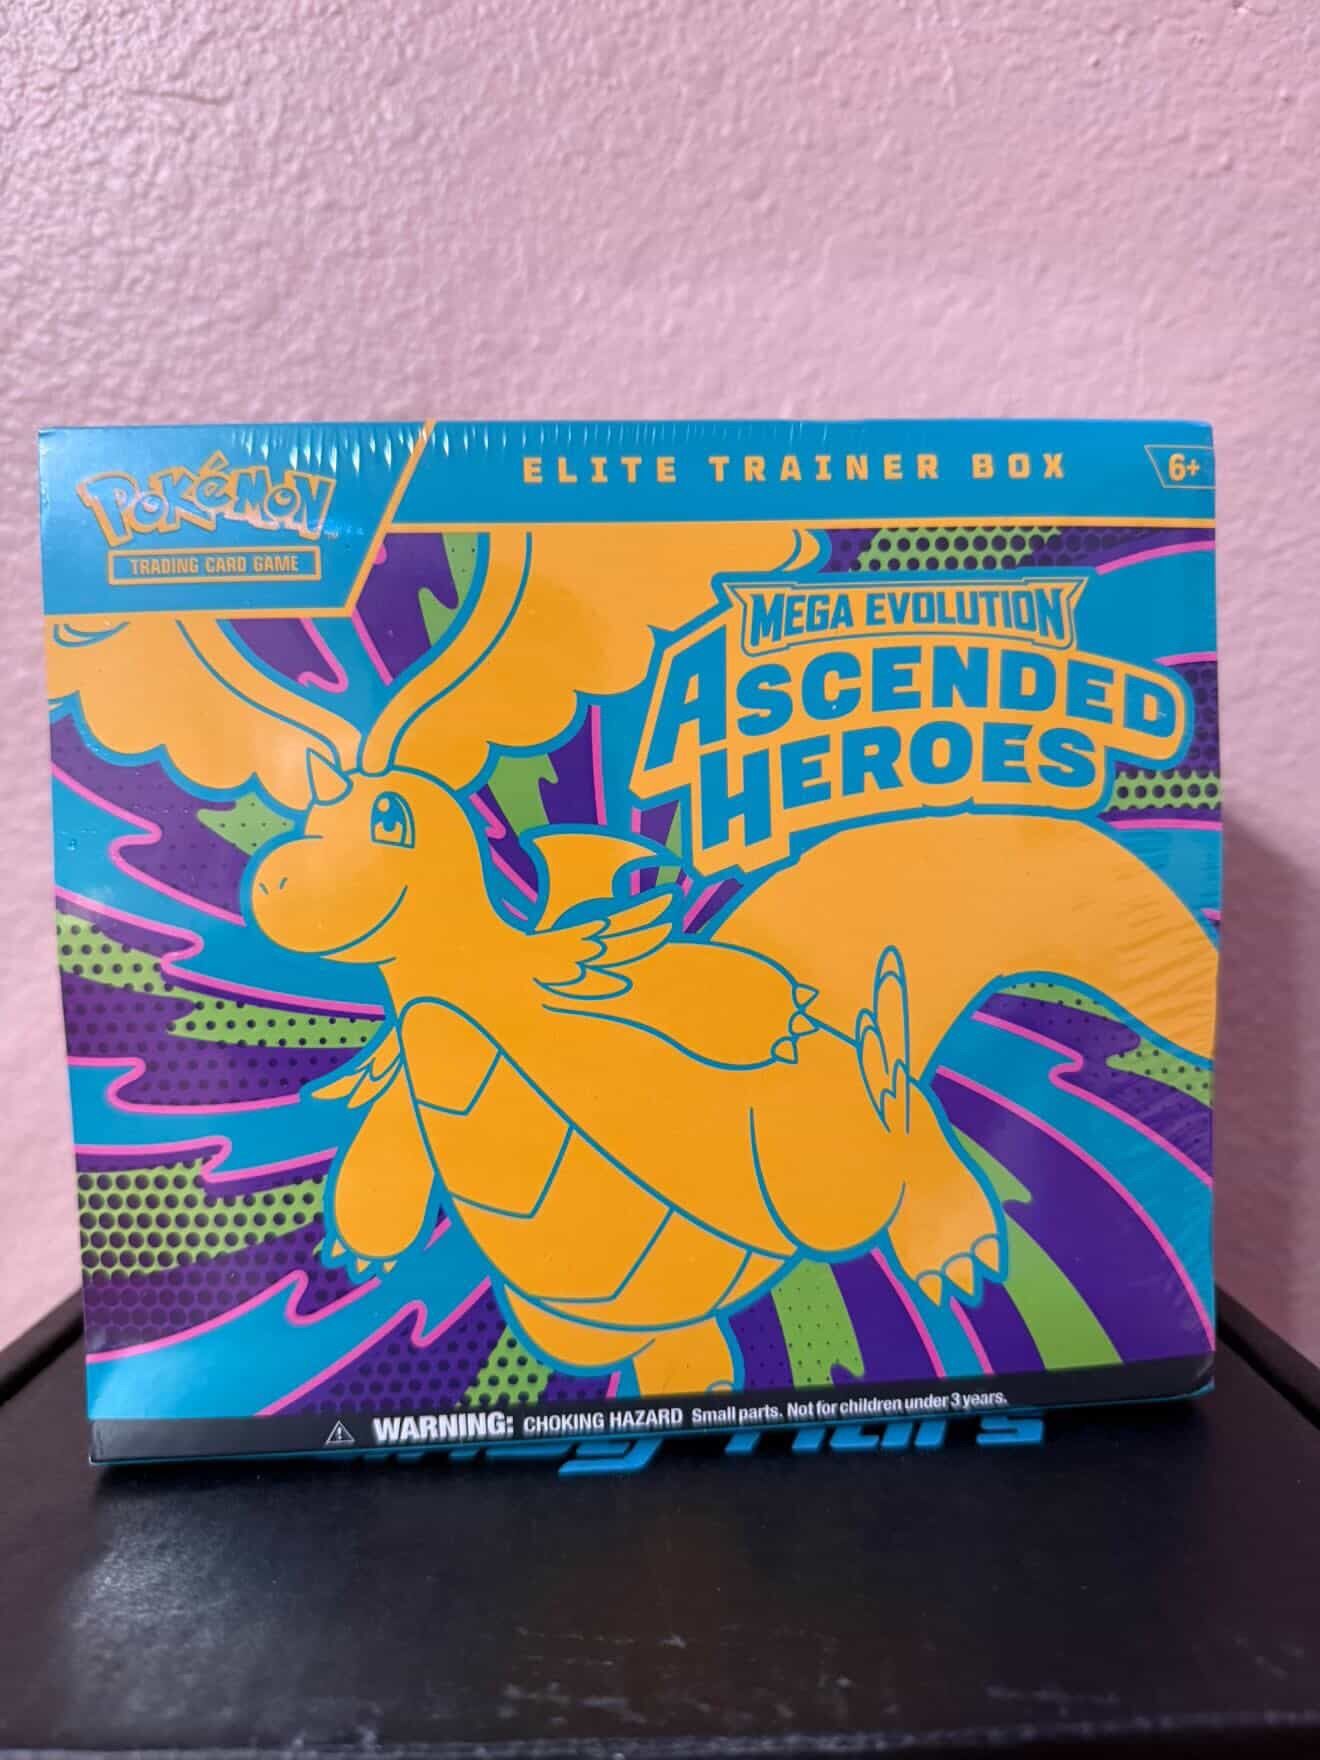 POKéMON
TRADING CARD GAME
ELITE TRAINER BOX
6+
MEGA EVOLUTION
ASCENDED
HEROES
WARNING: CHOKING HAZARD Small parts. Not for children under 3 years.